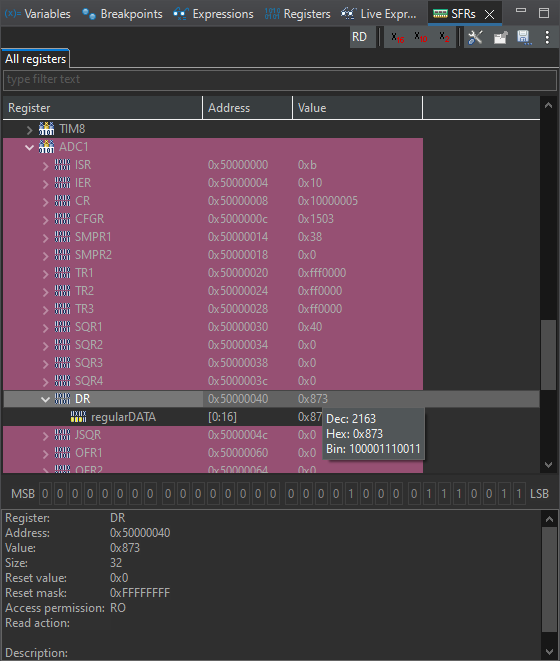 Variables Breakpoints Expressions Registers Live Expr... SFRs
RD X₁₆ X₁₀ X₂
All registers
type filter text
Register Address Value
TIM8
ADC1
ISR 0x50000000 0xb
IER 0x50000004 0x10
CR 0x50000008 0x10000005
CFGR 0x5000000c 0x1503
SMPR1 0x50000014 0x38
SMPR2 0x50000018 0x0
TR1 0x50000020 0xfff0000
TR2 0x50000024 0xff0000
TR3 0x50000028 0xff0000
SQR1 0x50000030 0x40
SQR2 0x50000034 0x0
SQR3 0x50000038 0x0
SQR4 0x5000003c 0x0
DR 0x50000040 0x873
regularDATA [0:16] 0x87
Dec: 2163
Hex: 0x873
Bin: 100001110011
JSQR 0x5000004c 0x0
OFR1 0x50000060 0x0
OFR2 0x50000064 0x0
MSB 0 0 0 0 0 0 0 0 0 0 0 0 0 0 0 0 0 0 0 0 1 0 0 0 0 1 1 1 0 0 1 1 LSB
Register: DR
Address: 0x50000040
Value: 0x873
Size: 32
Reset value: 0x0
Reset mask: 0xFFFFFFFF
Access permission: RO
Read action:
Description: